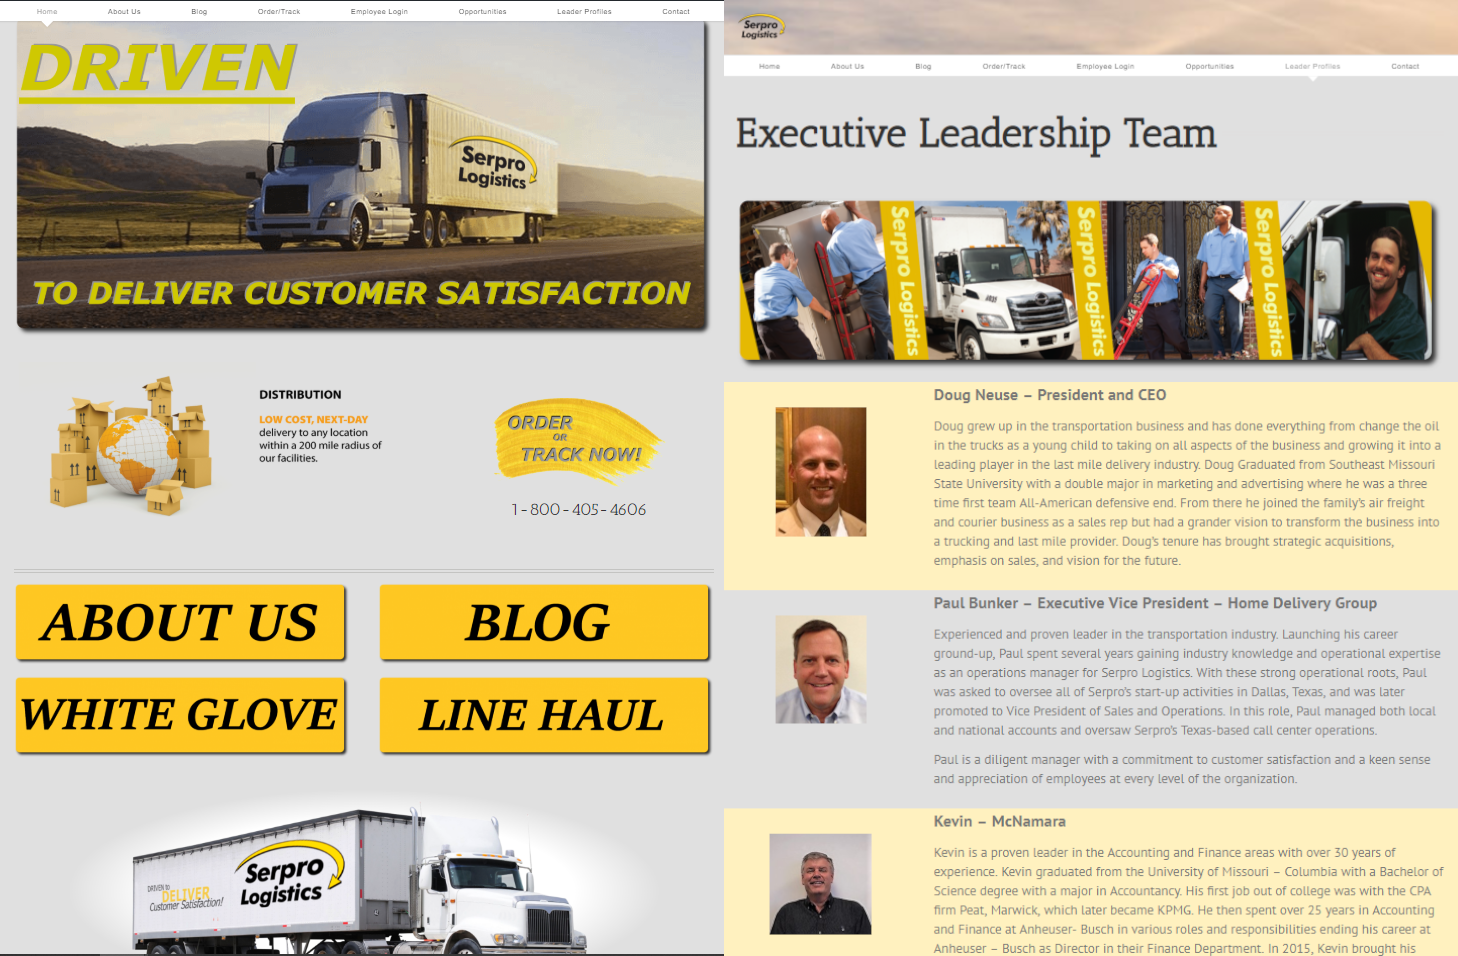 Home About Us Blog Order/Track Employee Login Opportunities Leader Profiles Contact
DRIVEN
Serpro
Logistics
TO DELIVER CUSTOMER SATISFACTION
DISTRIBUTION
LOW COST, NEXT-DAY
delivery to any location
within a 200 mile radius of
our facilities.
ORDER
OR
TRACK NOW!
1-800-405-4606
ABOUT US
BLOG
WHITE GLOVE
LINE HAUL
DRIVEN to
DELIVER
Customer Satisfaction!
Serpro
Logistics
Serpro
Logistics
Home About Us Blog Order/Track Employee Login Opportunities Leader Profiles Contact
Executive Leadership Team
Serpro Logistics
Serpro Logistics
Serpro Logistics
Doug Neuse – President and CEO
Doug grew up in the transportation business and has done everything from change the oil
in the trucks as a young child to taking on all aspects of the business and growing it into a
leading player in the last mile delivery industry. Doug Graduated from Southeast Missouri
State University with a double major in marketing and advertising where he was a three
time first team All-American defensive end. From there he joined the family's air freight
and courier business as a sales rep but had a grander vision to transform the business into
a trucking and last mile provider. Doug's tenure has brought strategic acquisitions,
emphasis on sales, and vision for the future.
Paul Bunker – Executive Vice President – Home Delivery Group
Experienced and proven leader in the transportation industry. Launching his career
ground-up, Paul spent several years gaining industry knowledge and operational expertise
as an operations manager for Serpro Logistics. With these strong operational roots, Paul
was asked to oversee all of Serpro's start-up activities in Dallas, Texas, and was later
promoted to Vice President of Sales and Operations. In this role, Paul managed both local
and national accounts and oversaw Serpro's Texas-based call center operations.
Paul is a diligent manager with a commitment to customer satisfaction and a keen sense
and appreciation of employees at every level of the organization.
Kevin – McNamara
Kevin is a proven leader in the Accounting and Finance areas with over 30 years of
experience. Kevin graduated from the University of Missouri – Columbia with a Bachelor of
Science degree with a major in Accountancy. His first job out of college was with the CPA
firm Peat, Marwick, which later became KPMG. He then spent over 25 years in Accounting
and Finance at Anheuser- Busch in various roles and responsibilities ending his career at
Anheuser – Busch as Director in their Finance Department. In 2015, Kevin brought his